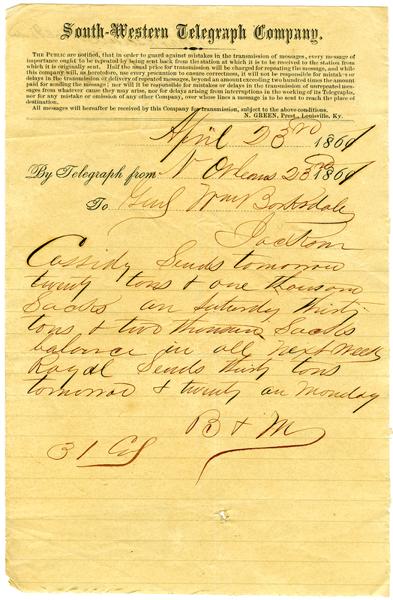 South-Western Telegraph Company.
THE PUBLIC are notified, that in order to guard against mistakes in the transmission of messages, every message of
importance ought to be repeated by being sent back from the station at which it is to be received to the station from
which it is originally sent. Half the usual price for transmission will be charged for repeating the message, and while
this company will, as heretofore, use every precaution to ensure correctness, it will not be responsible for mistakes or
delays in the transmission or delivery of repeated messages, beyond an amount exceeding two hundred times the amount
paid for sending the message; nor will it be responsible for mistakes or delays in the transmission of unrepeated mes-
sages from whatever cause they may arise, nor for delays arising from interruptions in the working of its Telegraphs,
nor for any mistake or omission of any other Company, over whose lines a message is to be sent to reach the place of
destination.
All messages will hereafter be received by this Company for transmission, subject to the above conditions.
N. GREEN, Prest., Louisville, Ky.
April 23rd 1861
By Telegraph from N Orleans 23rd 1861
To Genl Wm Barksdale
Jackson
Cassidy Sends tomorrow
twenty tons & one thousand
Sacks on Saturday thirty
tons, & two thousand Sacks
balance in all Next Week
Royal Sends thirty tons
tomorrow & twenty on Monday
B & M
31